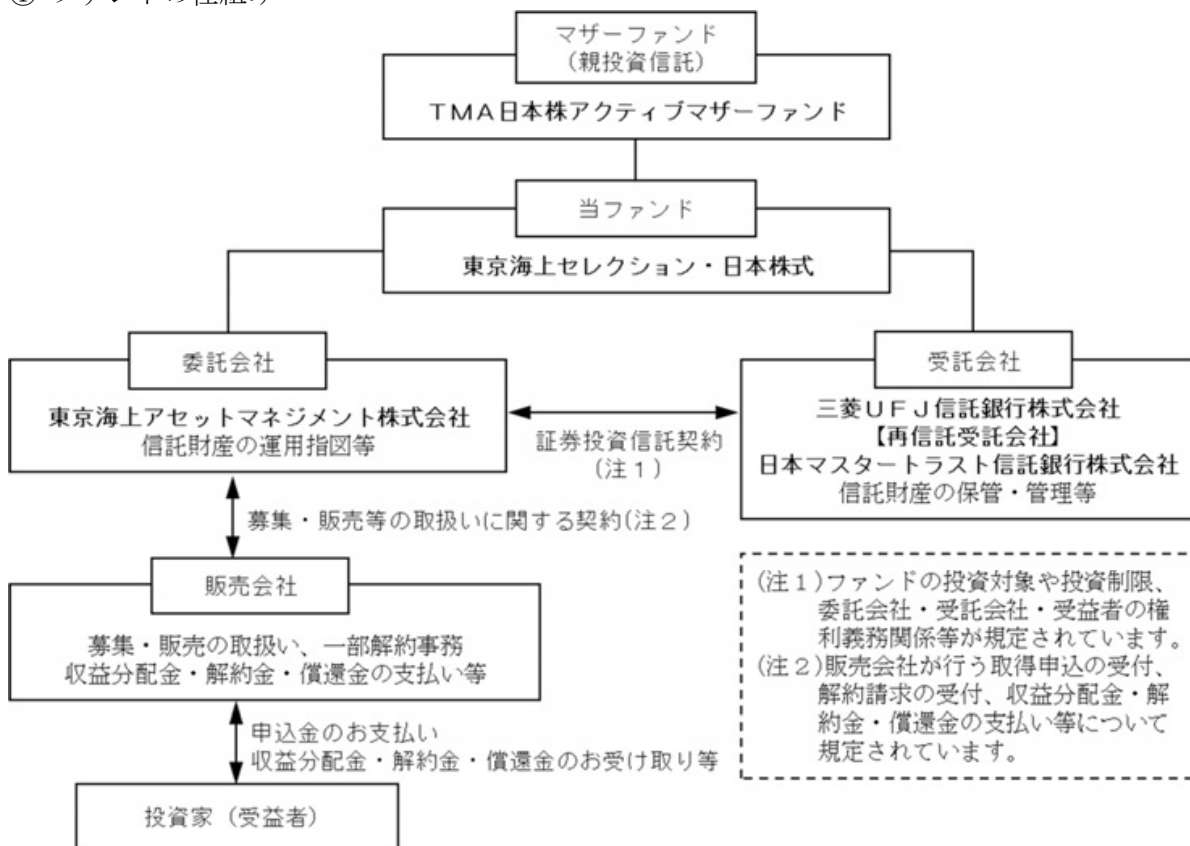 マザーファンド
(親投資信託)
TMA日本株アクティブマザーファンド
当ファンド
東京海上セレクション・日本株式
委託会社
東京海上アセットマネジメント株式会社
信託財産の運用指図等
証券投資信託契約
(注1)
受託会社
三菱UFJ信託銀行株式会社
【再信託受託会社】
日本マスタートラスト信託銀行株式会社
信託財産の保管・管理等
募集・販売等の取扱いに関する契約(注2)
販売会社
募集・販売の取扱い、一部解約事務
収益分配金・解約金・償還金の支払い等
(注1)ファンドの投資対象や投資制限、
委託会社・受託会社・受益者の権
利義務関係等が規定されています。
(注2)販売会社が行う取得申込の受付、
解約請求の受付、収益分配金・解
約金・償還金の支払い等について
規定されています。
申込金のお支払い
収益分配金・解約金・償還金のお受け取り等
投資家(受益者)